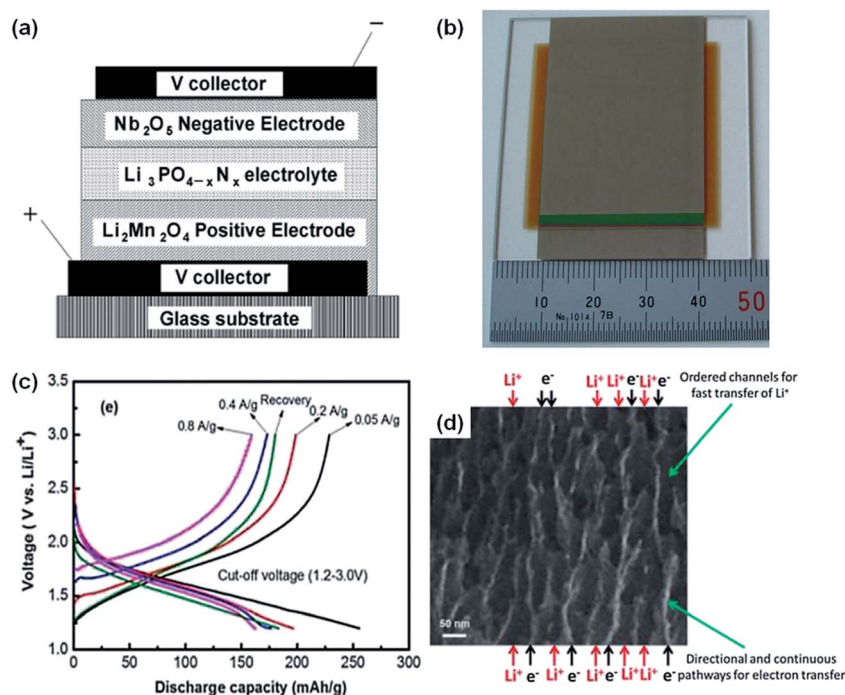 (a)
−
V collector
Nb₂O₅ Negative Electrode
Li₃PO₄₋ₓNₓ electrolyte
+
Li₂Mn₂O₄ Positive Electrode
V collector
Glass substrate
(b)
10 20 30 40 50
No.101A 7B
(c)
(e)
Voltage ( V vs. Li/Li⁺)
3.5
3.0
2.5
2.0
1.5
1.0
0.8 A/g
0.4 A/g
Recovery
0.2 A/g
0.05 A/g
Cut-off voltage (1.2-3.0V)
0 50 100 150 200 250 300
Discharge capacity (mAh/g)
(d)
Li⁺ e⁻ Li⁺ Li⁺ e⁻ Li⁺ e⁻
Ordered channels for
fast transfer of Li⁺
50 nm
Li⁺ e⁻ Li⁺ e⁻ Li⁺ e⁻ Li⁺ Li⁺ e⁻
Directional and continuous
pathways for electron transfer